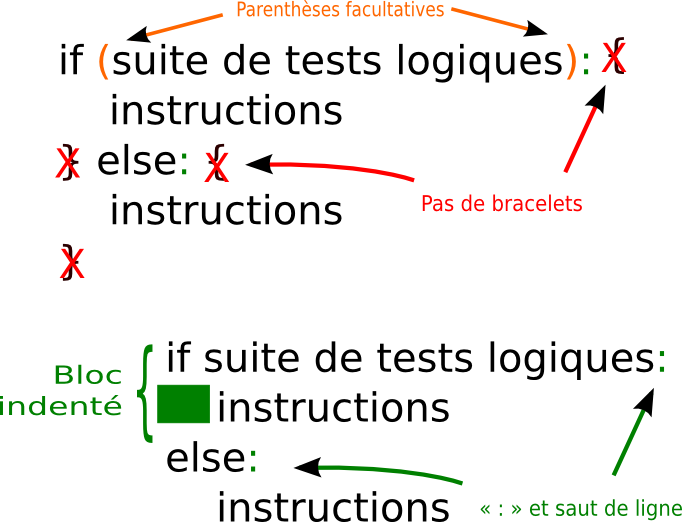 Parenthèses facultatives
if (suite de tests logiques): {
instructions
} else: {
instructions
Pas de bracelets
}
if suite de tests logiques:
Bloc
indenté
instructions
else:
instructions
« : » et saut de ligne